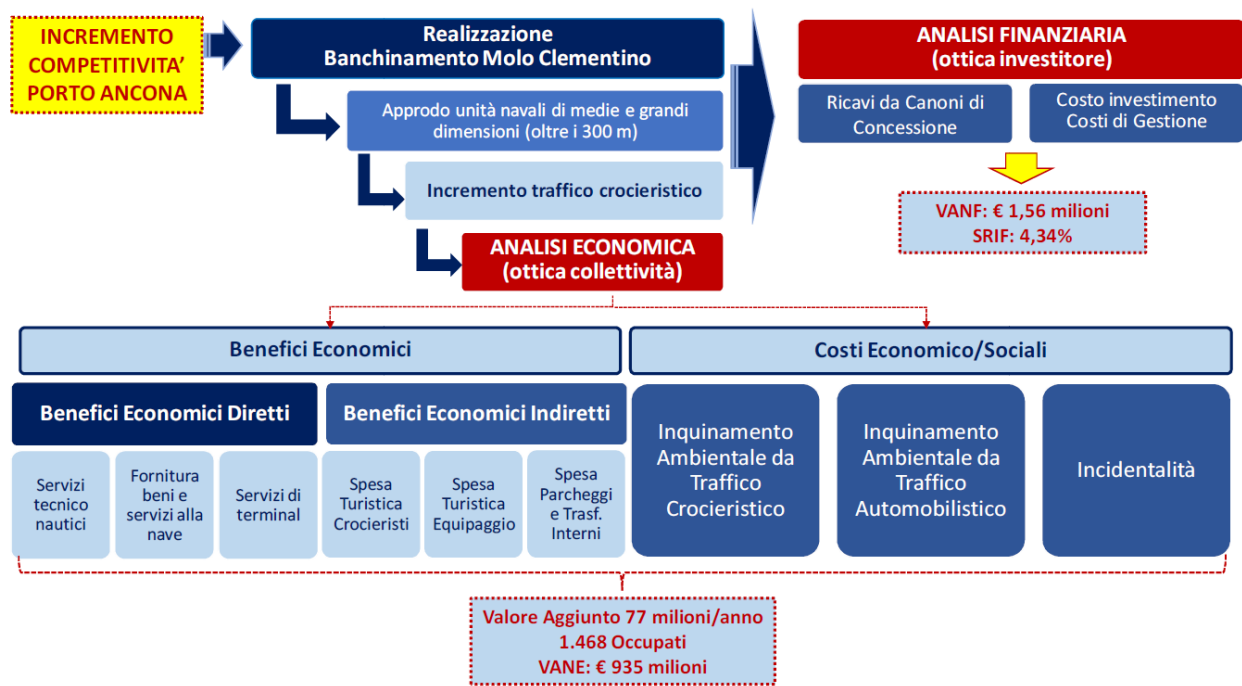 INCREMENTO
COMPETITIVITA’
PORTO ANCONA
Realizzazione
Banchinamento Molo Clementino
Approdo unità navali di medie e grandi
dimensioni (oltre i 300 m)
Incremento traffico crocieristico
ANALISI ECONOMICA
(ottica collettività)
ANALISI FINANZIARIA
(ottica investitore)
Ricavi da Canoni di
Concessione
Costo investimento
Costi di Gestione
VANF: € 1,56 milioni
SRIF: 4,34%
Benefici Economici
Costi Economico/Sociali
Benefici Economici Diretti
Benefici Economici Indiretti
Servizi
tecnico
nautici
Fornitura
beni e
servizi alla
nave
Servizi di
terminal
Spesa
Turistica
Crocieristi
Spesa
Turistica
Equipaggio
Spesa
Parcheggi
e Trasf.
Interni
Inquinamento
Ambientale da
Traffico
Crocieristico
Inquinamento
Ambientale da
Traffico
Automobilistico
Incidentalità
Valore Aggiunto 77 milioni/anno
1.468 Occupati
VANE: € 935 milioni